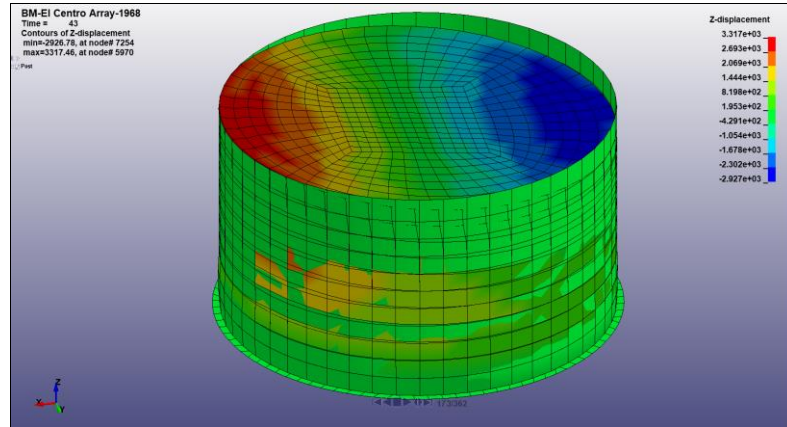 BM-El Centro Array-1968
Time = 43
Contours of Z-displacement
min=-2926.78, at node# 7254
max=3317.46, at node# 5970
Post
Z-displacement
3.317e+03
2.693e+03
2.069e+03
1.444e+03
8.198e+02
1.953e+02
-4.291e+02
-1.054e+03
-1.678e+03
-2.302e+03
-2.927e+03
Z
X
Y
173/362